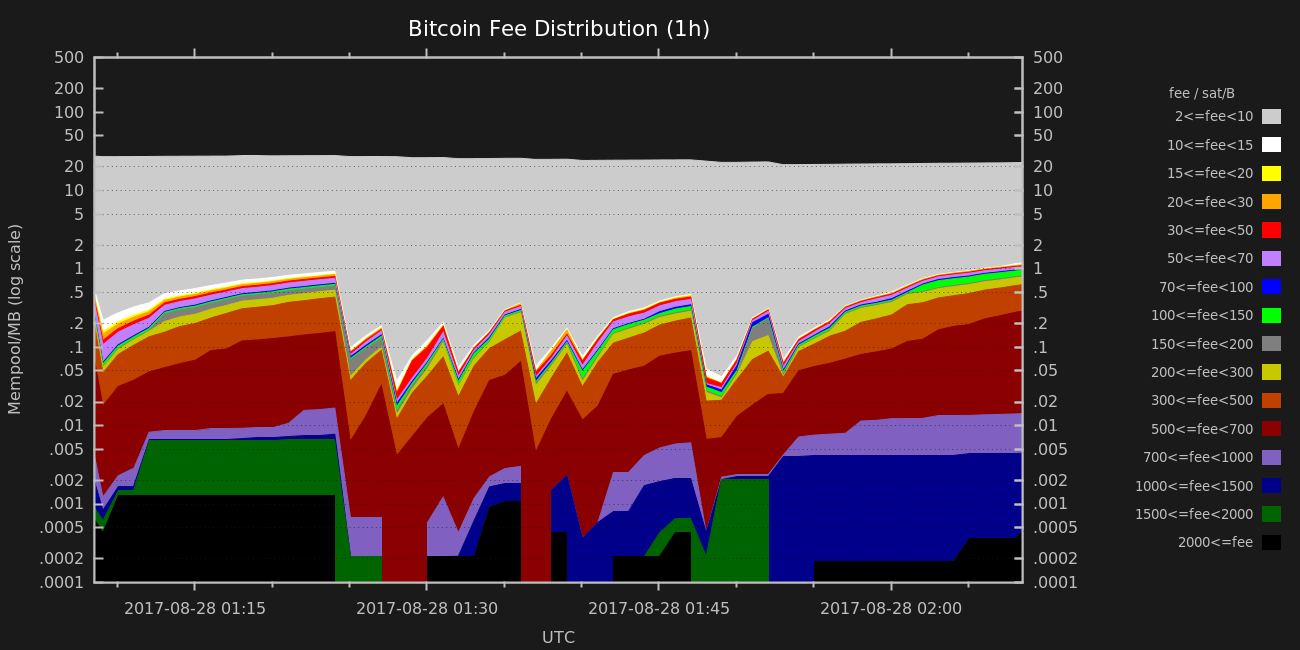 Bitcoin Fee Distribution (1h)
500
200
100
50
20
10
5
2
1
.5
.2
.1
.05
.02
.01
.005
.002
.001
.0005
.0002
.0001
Mempool/MB (log scale)
500
200
100
50
20
10
5
2
1
.5
.2
.1
.05
.02
.01
.005
.002
.001
.0005
.0002
.0001
2017-08-28 01:15
2017-08-28 01:30
2017-08-28 01:45
2017-08-28 02:00
UTC
fee / sat/B
2<=fee<10
10<=fee<15
15<=fee<20
20<=fee<30
30<=fee<50
50<=fee<70
70<=fee<100
100<=fee<150
150<=fee<200
200<=fee<300
300<=fee<500
500<=fee<700
700<=fee<1000
1000<=fee<1500
1500<=fee<2000
2000<=fee